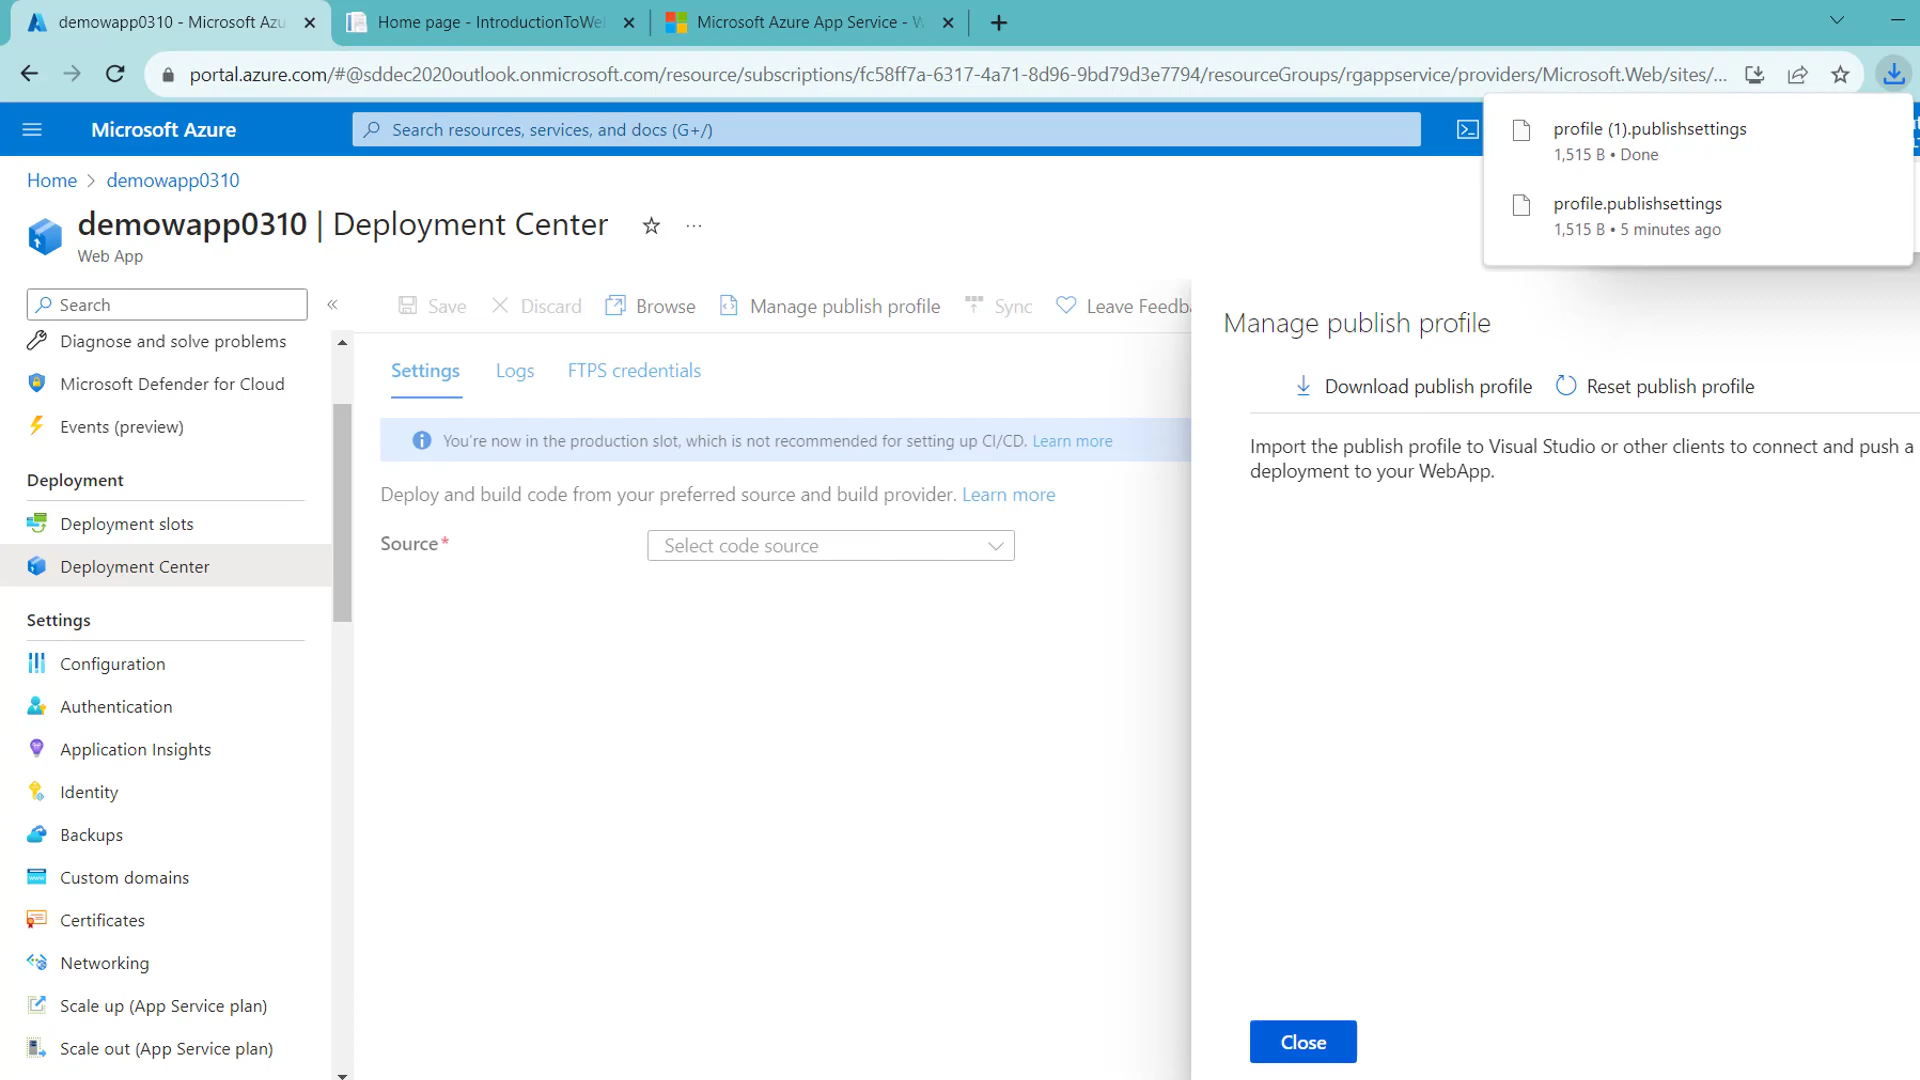 demowapp0310 - Microsoft Azu
Home page - IntroductionToWe
Microsoft Azure App Service - W
portal.azure.com/#@sddec2020outlook.onmicrosoft.com/resource/subscriptions/fc58ff7a-6317-4a71-8d96-9bd79d3e7794/resourceGroups/rgappservice/providers/Microsoft.Web/sites/...
Microsoft Azure
Search resources, services, and docs (G+/)
profile (1).publishsettings
1,515 B • Done
profile.publishsettings
1,515 B • 5 minutes ago
Home > demowapp0310
demowapp0310 | Deployment Center
Web App
Search
Diagnose and solve problems
Microsoft Defender for Cloud
Events (preview)
Deployment
Deployment slots
Deployment Center
Settings
Configuration
Authentication
Application Insights
Identity
Backups
Custom domains
Certificates
Networking
Scale up (App Service plan)
Scale out (App Service plan)
Save
Discard
Browse
Manage publish profile
Sync
Leave Feedba
Settings
Logs
FTPS credentials
You're now in the production slot, which is not recommended for setting up CI/CD. Learn more
Deploy and build code from your preferred source and build provider. Learn more
Source*
Select code source
Manage publish profile
Download publish profile
Reset publish profile
Import the publish profile to Visual Studio or other clients to connect and push a
deployment to your WebApp.
Close